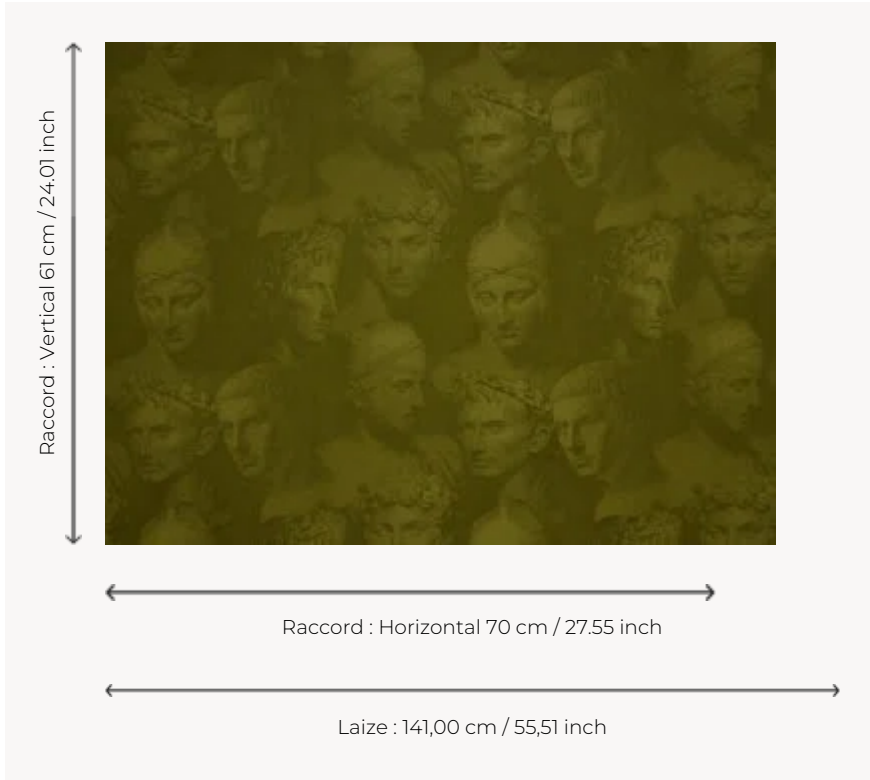 Raccord : Vertical 61 cm / 24.01 inch
Raccord : Horizontal 70 cm / 27.55 inch
Laize : 141,00 cm / 55,51 inch